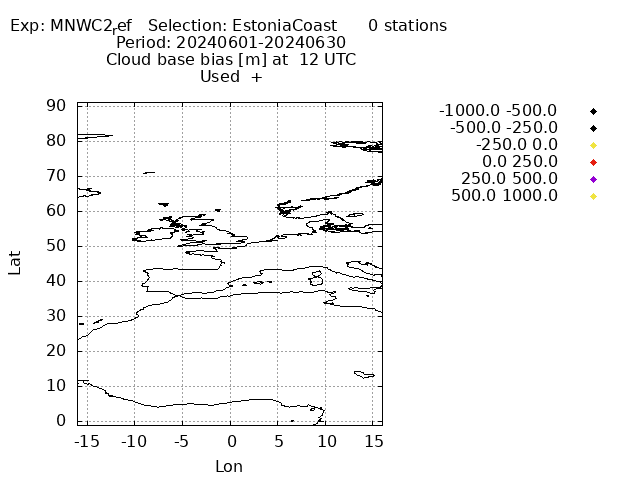 Exp: MNWC2ref   Selection: EstoniaCoast      0 stations
Period: 20240601-20240630
Cloud base bias [m] at  12 UTC
Used  +
-1000.0 -500.0
-500.0 -250.0
-250.0 0.0
0.0 250.0
250.0 500.0
500.0 1000.0
90
80
70
60
50
40
30
20
10
0
Lat
-15 -10 -5 0 5 10 15
Lon